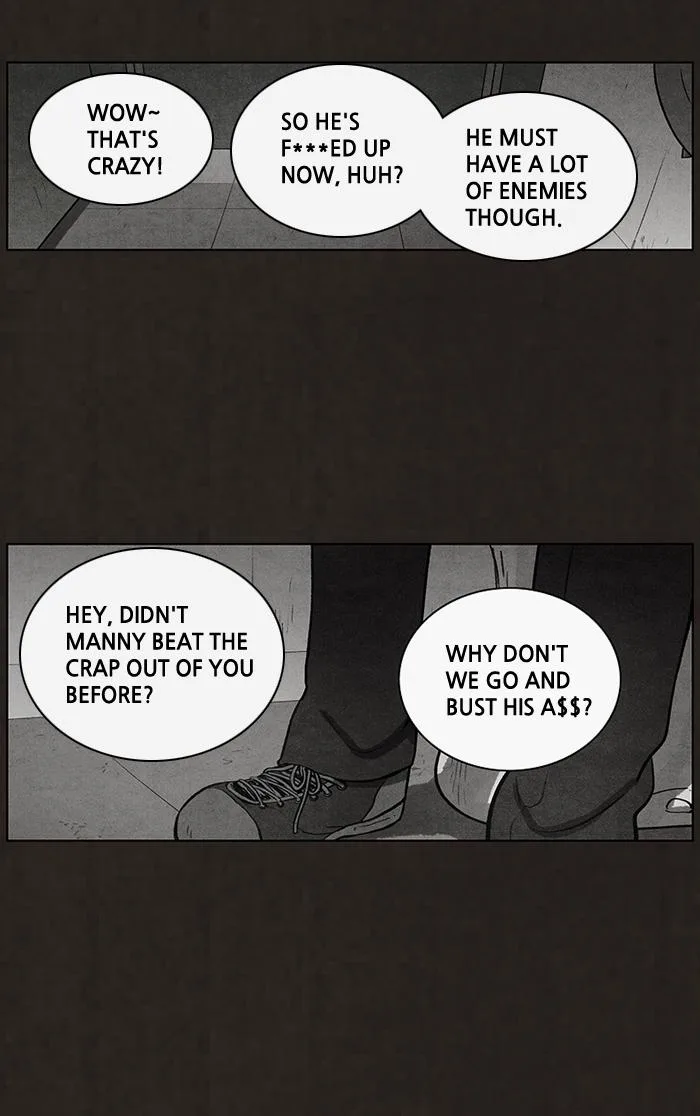 WOW~
THAT'S
CRAZY!
SO HE'S
F***ED UP
NOW, HUH?
HE MUST
HAVE A LOT
OF ENEMIES
THOUGH.
HEY, DIDN'T
MANNY BEAT THE
CRAP OUT OF YOU
BEFORE?
WHY DON'T
WE GO AND
BUST HIS A$$?